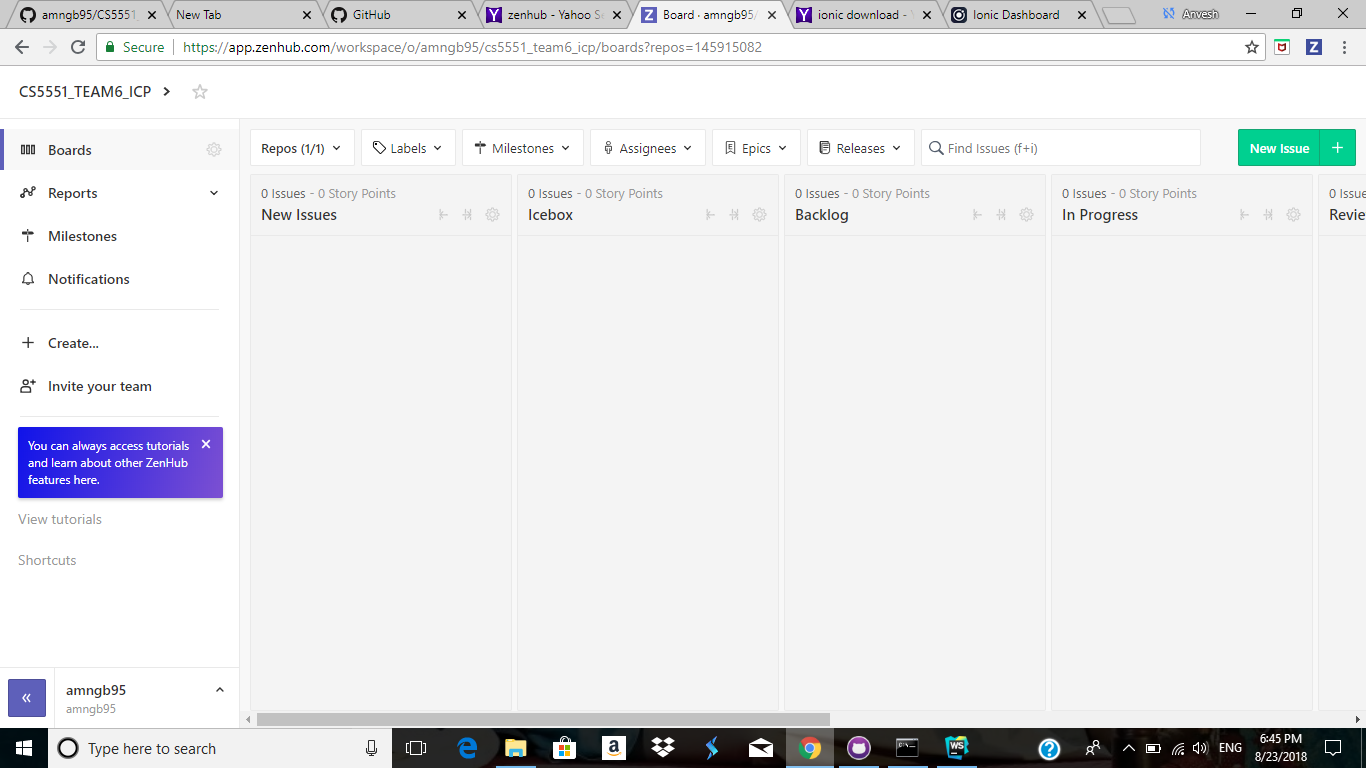 amngb95/CS5551_
New Tab
GitHub
zenhub - Yahoo Se
Board · amngb95/
ionic download - Y
Ionic Dashboard
Anvesh
Secure
https://app.zenhub.com/workspace/o/amngb95/cs5551_team6_icp/boards?repos=145915082
CS5551_TEAM6_ICP
Boards
Reports
Milestones
Notifications
Create...
Invite your team
You can always access tutorials
and learn about other ZenHub
features here.
View tutorials
Shortcuts
amngb95
amngb95
Repos (1/1)
Labels
Milestones
Assignees
Epics
Releases
Find Issues (f+i)
New Issue
0 Issues - 0 Story Points
New Issues
0 Issues - 0 Story Points
Icebox
0 Issues - 0 Story Points
Backlog
0 Issues - 0 Story Points
In Progress
0 Issue
Revie
Type here to search
ENG
6:45 PM
8/23/2018